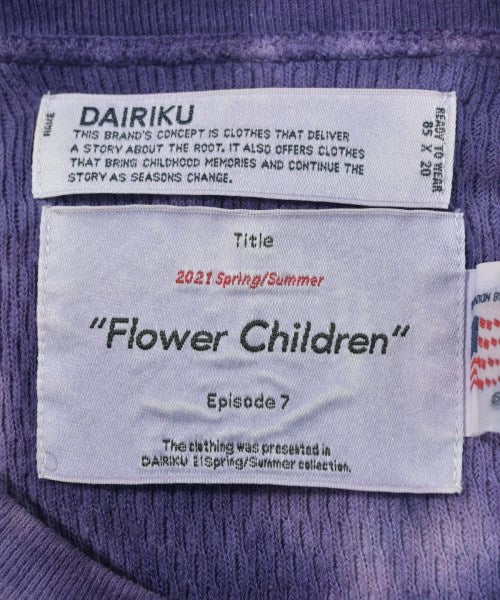 NAME
DAIRIKU
THIS BRAND'S CONCEPT IS CLOTHES THAT DELIVER
A STORY ABOUT THE ROOT. IT ALSO OFFERS CLOTHES
THAT BRING CHILDHOOD MEMORIES AND CONTINUE THE
STORY AS SEASONS CHANGE.
READY TO WEAR
85 X 20
Title
2021 Spring/Summer
"Flower Children"
Episode 7
The clothing was presented in
DAIRIKU 21Spring/Summer collection.